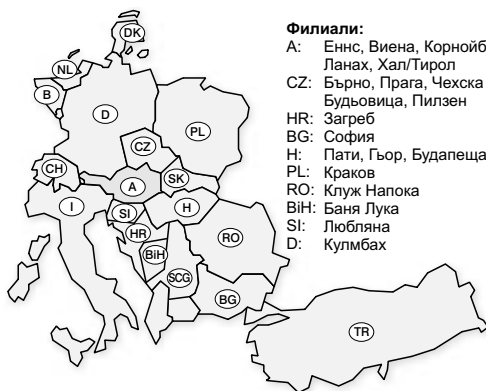 DK
NL
B
D
PL
CZ
CH
SK
A
I
SI
H
HR
RO
BiH
SCG
BG
TR
Филиали:
A: Еннс, Виена, Корнойб
Ланах, Хал/Тирол
CZ: Бърно, Прага, Чехска
Будьовица, Пилзен
HR: Загреб
BG: София
H: Пати, Гьор, Будапеща
PL: Краков
RO: Клуж Напока
BiH: Баня Лука
SI: Любляна
D: Кулмбах